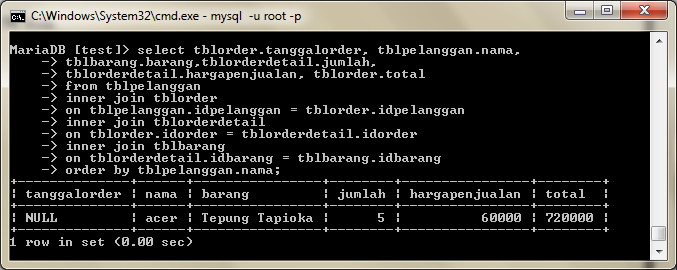 C:\Windows\System32\cmd.exe - mysql  -u root -p
MariaDB [test]> select tblorder.tanggalorder, tblpelanggan.nama,
    -> tblbarang.barang,tblorderdetail.jumlah,
    -> tblorderdetail.hargapenjualan, tblorder.total
    -> from tblpelanggan
    -> inner join tblorder
    -> on tblpelanggan.idpelanggan = tblorder.idpelanggan
    -> inner join tblorderdetail
    -> on tblorder.idorder = tblorderdetail.idorder
    -> inner join tblbarang
    -> on tblorderdetail.idbarang = tblbarang.idbarang
    -> order by tblpelanggan.nama;
+--------------+------+----------------+--------+----------------+--------+
| tanggalorder | nama | barang         | jumlah | hargapenjualan | total  |
+--------------+------+----------------+--------+----------------+--------+
| NULL         | acer | Tepung Tapioka |      5 |          60000 | 720000 |
+--------------+------+----------------+--------+----------------+--------+
1 row in set (0.00 sec)